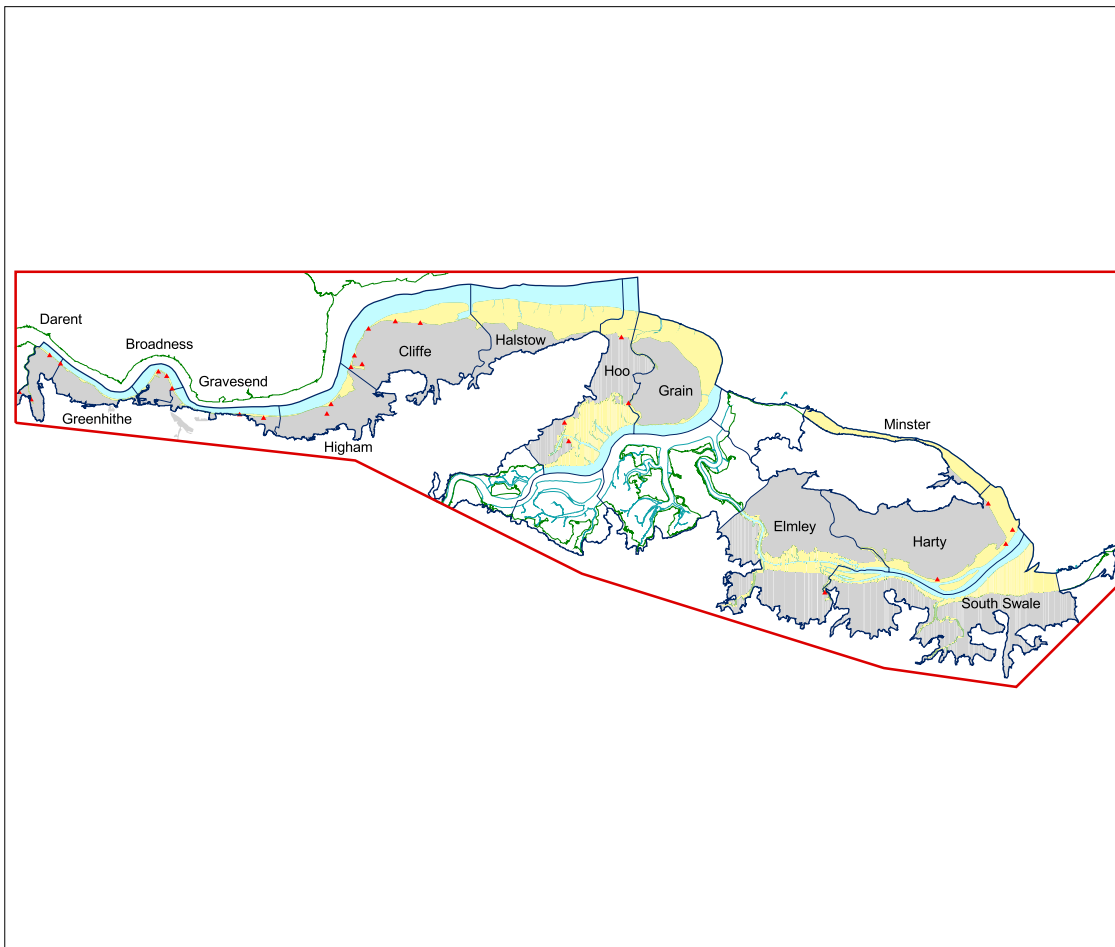 Darent
Broadness
Gravesend
Greenhithe
Higham
Cliffe
Halstow
Hoo
Grain
Minster
Elmley
Harty
South Swale